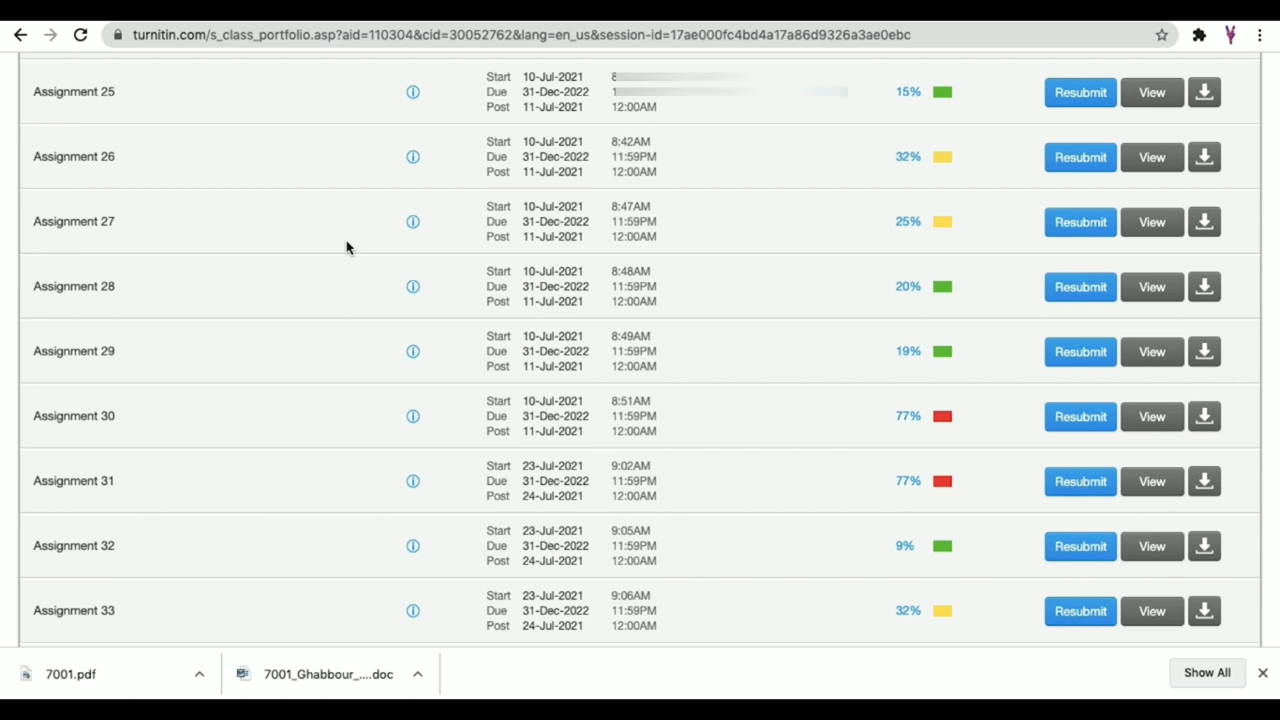 turnitin.com/s_class_portfolio.asp?aid=110304&cid=30052762&lang=en_us&session-id=17ae000fc4bd4a17a86d9326a3ae0ebc
Assignment 25
Start 10-Jul-2021
Due 31-Dec-2022
Post 11-Jul-2021 12:00AM
15%
Resubmit View
Assignment 26
Start 10-Jul-2021 8:42AM
Due 31-Dec-2022 11:59PM
Post 11-Jul-2021 12:00AM
32%
Resubmit View
Assignment 27
Start 10-Jul-2021 8:47AM
Due 31-Dec-2022 11:59PM
Post 11-Jul-2021 12:00AM
25%
Resubmit View
Assignment 28
Start 10-Jul-2021 8:48AM
Due 31-Dec-2022 11:59PM
Post 11-Jul-2021 12:00AM
20%
Resubmit View
Assignment 29
Start 10-Jul-2021 8:49AM
Due 31-Dec-2022 11:59PM
Post 11-Jul-2021 12:00AM
19%
Resubmit View
Assignment 30
Start 10-Jul-2021 8:51AM
Due 31-Dec-2022 11:59PM
Post 11-Jul-2021 12:00AM
77%
Resubmit View
Assignment 31
Start 23-Jul-2021 9:02AM
Due 31-Dec-2022 11:59PM
Post 24-Jul-2021 12:00AM
77%
Resubmit View
Assignment 32
Start 23-Jul-2021 9:05AM
Due 31-Dec-2022 11:59PM
Post 24-Jul-2021 12:00AM
9%
Resubmit View
Assignment 33
Start 23-Jul-2021 9:06AM
Due 31-Dec-2022 11:59PM
Post 24-Jul-2021 12:00AM
32%
Resubmit View
7001.pdf 7001_Ghabbour_....doc Show All